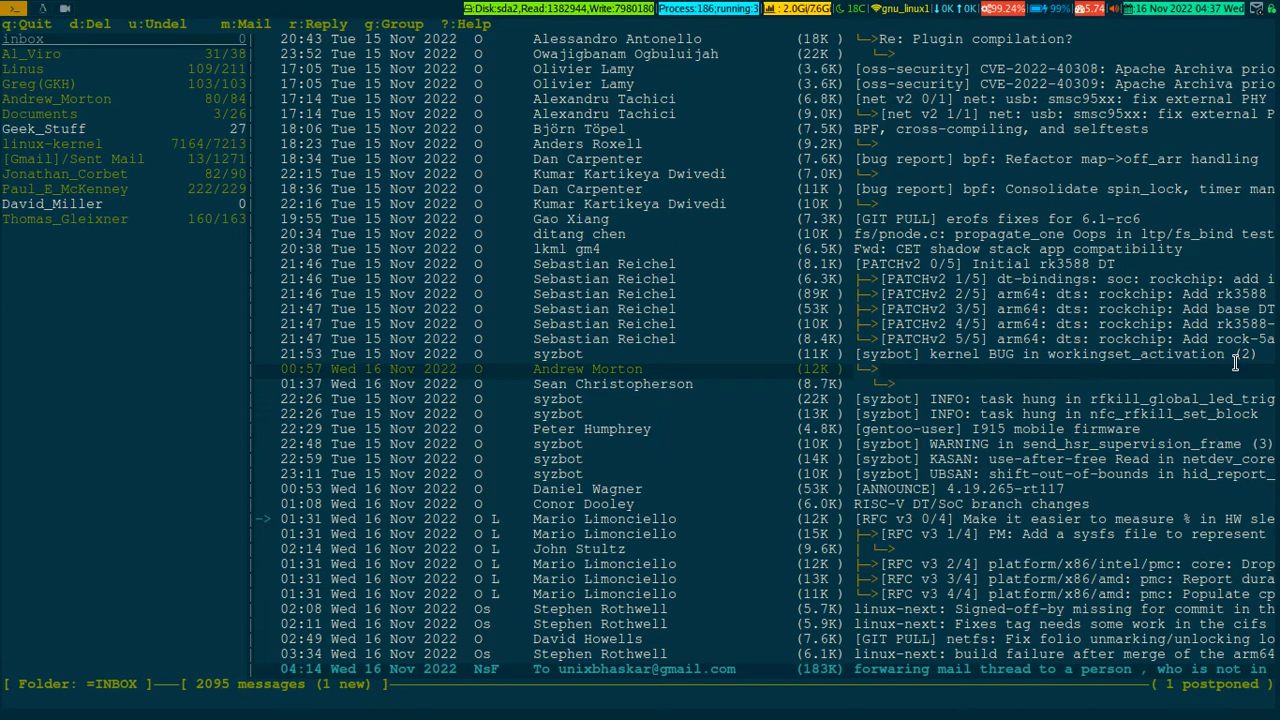 Disk:sda2,Read:1382944,Write:7980180 Process:186;running:3 : 2.0Gi/7.6Gi 18C gnu_linux1 ↓0K ↑0K 99.24% 99% 5.74 :16 Nov 2022 04:37 Wed
q:Quit d:Del u:Undel m:Mail r:Reply g:Group ?:Help
inbox 0 20:43 Tue 15 Nov 2022 O Alessandro Antonello (18K ) └─>Re: Plugin compilation?
Al_Viro 31/38 23:52 Tue 15 Nov 2022 O Owajigbanam Ogbuluijah (22K ) └─>
Linus 109/211 17:05 Tue 15 Nov 2022 O Olivier Lamy (3.6K) [oss-security] CVE-2022-40308: Apache Archiva prio
Greg(GKH) 103/103 17:05 Tue 15 Nov 2022 O Olivier Lamy (3.6K) [oss-security] CVE-2022-40309: Apache Archiva prio
Andrew_Morton 80/84 17:14 Tue 15 Nov 2022 O Alexandru Tachici (6.8K) [net v2 0/1] net: usb: smsc95xx: fix external PHY
Documents 3/26 17:14 Tue 15 Nov 2022 O Alexandru Tachici (9.0K) └─>[net v2 1/1] net: usb: smsc95xx: fix external P
Geek_Stuff 27 18:06 Tue 15 Nov 2022 O Björn Töpel (7.5K) BPF, cross-compiling, and selftests
linux-kernel 7164/7213 18:23 Tue 15 Nov 2022 O Anders Roxell (9.2K) └─>
[Gmail]/Sent Mail 13/1271 18:34 Tue 15 Nov 2022 O Dan Carpenter (7.6K) [bug report] bpf: Refactor map->off_arr handling
Jonathan_Corbet 82/90 22:15 Tue 15 Nov 2022 O Kumar Kartikeya Dwivedi (7.0K) └─>
Paul_E_McKenney 222/229 18:36 Tue 15 Nov 2022 O Dan Carpenter (11K ) [bug report] bpf: Consolidate spin_lock, timer man
David_Miller 0 22:16 Tue 15 Nov 2022 O Kumar Kartikeya Dwivedi (10K ) └─>
Thomas_Gleixner 160/163 19:55 Tue 15 Nov 2022 O Gao Xiang (7.3K) [GIT PULL] erofs fixes for 6.1-rc6
20:34 Tue 15 Nov 2022 O ditang chen (10K ) fs/pnode.c: propagate_one Oops in ltp/fs_bind test
20:38 Tue 15 Nov 2022 O lkml gm4 (6.5K) Fwd: CET shadow stack app compatibility
21:46 Tue 15 Nov 2022 O Sebastian Reichel (8.1K) [PATCHv2 0/5] Initial rk3588 DT
21:46 Tue 15 Nov 2022 O Sebastian Reichel (6.3K) ├─>[PATCHv2 1/5] dt-bindings: soc: rockchip: add i
21:46 Tue 15 Nov 2022 O Sebastian Reichel (89K ) ├─>[PATCHv2 2/5] arm64: dts: rockchip: Add rk3588
21:47 Tue 15 Nov 2022 O Sebastian Reichel (53K ) ├─>[PATCHv2 3/5] arm64: dts: rockchip: Add base DT
21:47 Tue 15 Nov 2022 O Sebastian Reichel (10K ) ├─>[PATCHv2 4/5] arm64: dts: rockchip: Add rk3588-
21:47 Tue 15 Nov 2022 O Sebastian Reichel (8.4K) └─>[PATCHv2 5/5] arm64: dts: rockchip: Add rock-5a
21:53 Tue 15 Nov 2022 O syzbot (11K ) [syzbot] kernel BUG in workingset_activation (2)
00:57 Wed 16 Nov 2022 O Andrew Morton (12K ) └─>
01:37 Wed 16 Nov 2022 O Sean Christopherson (8.7K) └─>
22:26 Tue 15 Nov 2022 O syzbot (22K ) [syzbot] INFO: task hung in rfkill_global_led_trig
22:26 Tue 15 Nov 2022 O syzbot (13K ) [syzbot] INFO: task hung in nfc_rfkill_set_block
22:29 Tue 15 Nov 2022 O Peter Humphrey (4.8K) [gentoo-user] I915 mobile firmware
22:48 Tue 15 Nov 2022 O syzbot (10K ) [syzbot] WARNING in send_hsr_supervision_frame (3)
22:59 Tue 15 Nov 2022 O syzbot (14K ) [syzbot] KASAN: use-after-free Read in netdev_core
23:11 Tue 15 Nov 2022 O syzbot (10K ) [syzbot] UBSAN: shift-out-of-bounds in hid_report_
00:53 Wed 16 Nov 2022 O Daniel Wagner (53K ) [ANNOUNCE] 4.19.265-rt117
01:08 Wed 16 Nov 2022 O Conor Dooley (6.0K) RISC-V DT/SoC branch changes
-> 01:31 Wed 16 Nov 2022 O L Mario Limonciello (12K ) [RFC v3 0/4] Make it easier to measure % in HW sle
01:31 Wed 16 Nov 2022 O L Mario Limonciello (15K ) ├─>[RFC v3 1/4] PM: Add a sysfs file to represent
02:14 Wed 16 Nov 2022 O John Stultz (9.6K) │ └─>
01:31 Wed 16 Nov 2022 O L Mario Limonciello (12K ) ├─>[RFC v3 2/4] platform/x86/intel/pmc: core: Drop
01:31 Wed 16 Nov 2022 O L Mario Limonciello (13K ) ├─>[RFC v3 3/4] platform/x86/amd: pmc: Report dura
01:31 Wed 16 Nov 2022 O L Mario Limonciello (11K ) └─>[RFC v3 4/4] platform/x86/amd: pmc: Populate cp
02:08 Wed 16 Nov 2022 Os Stephen Rothwell (5.7K) linux-next: Signed-off-by missing for commit in th
02:11 Wed 16 Nov 2022 Os Stephen Rothwell (5.9K) linux-next: Fixes tag needs some work in the cifs
02:49 Wed 16 Nov 2022 O David Howells (7.6K) [GIT PULL] netfs: Fix folio unmarking/unlocking lo
03:34 Wed 16 Nov 2022 Os Stephen Rothwell (6.1K) linux-next: build failure after merge of the arm64
04:14 Wed 16 Nov 2022 NsF To unixbhaskar@gmail.com (183K) forwaring mail thread to a person , who is not in
[ Folder: =INBOX ]───[ 2095 messages (1 new) ]───( 1 postponed )